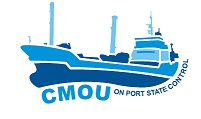 CMOU ON PORT STATE CONTROL